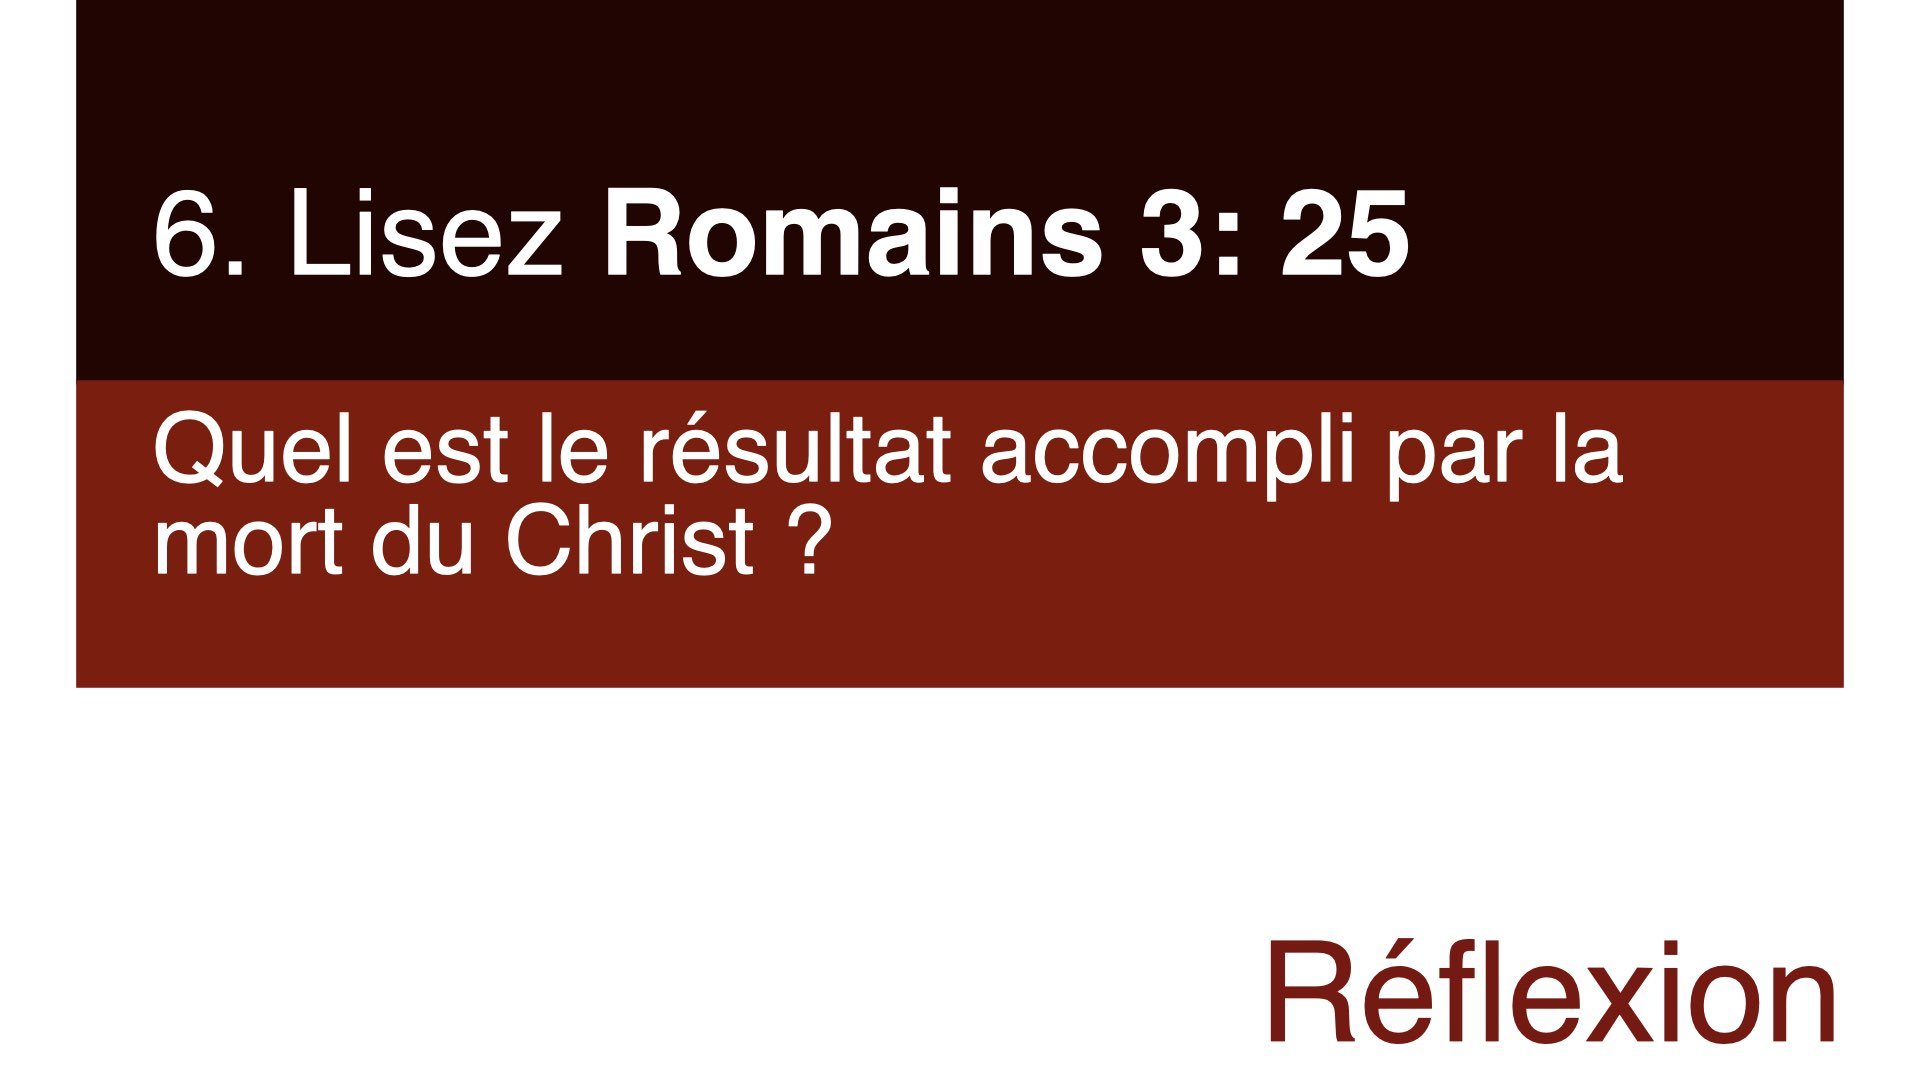 6. Lisez Romains 3: 25
Quel est le résultat accompli par la
mort du Christ ?
Réflexion